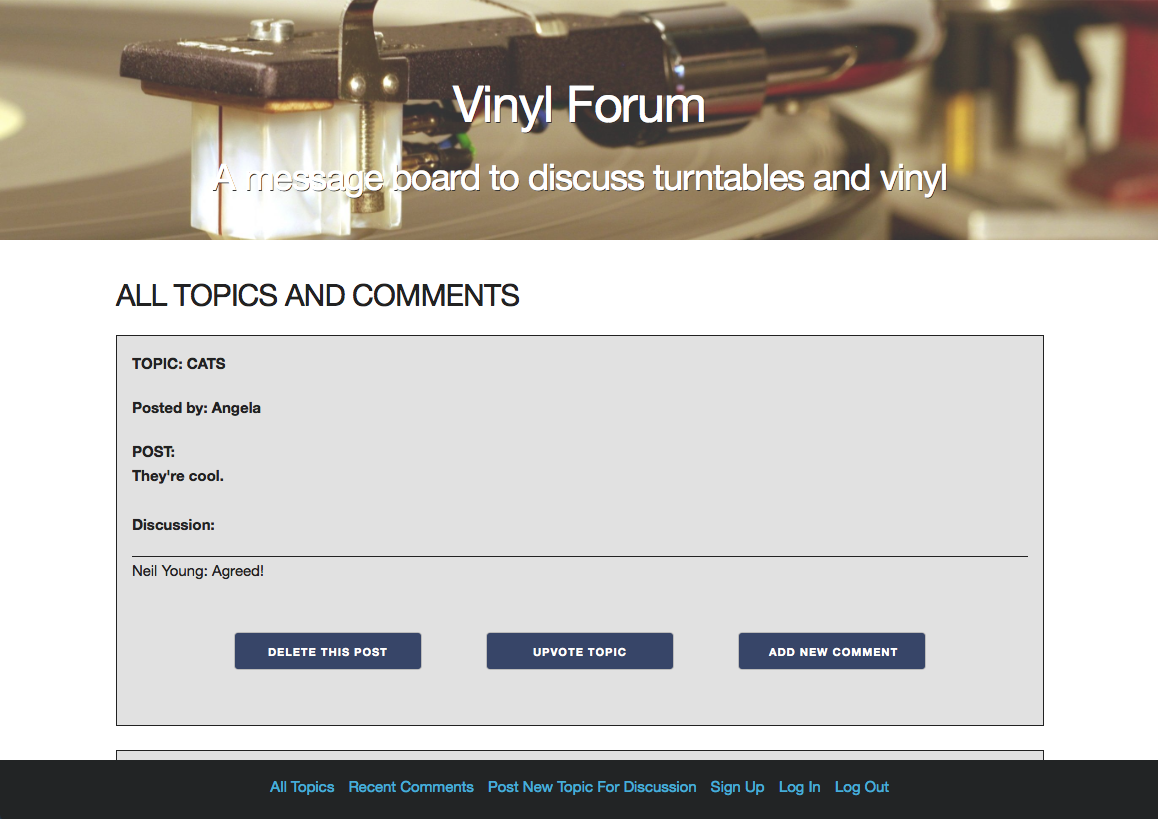 SONY
Vinyl Forum
A message board to discuss turntables and vinyl
ALL TOPICS AND COMMENTS
TOPIC: CATS
Posted by: Angela
POST:
They're cool.
Discussion:
Neil Young: Agreed!
DELETE THIS POST UPVOTE TOPIC ADD NEW COMMENT
All Topics Recent Comments Post New Topic For Discussion Sign Up Log In Log Out